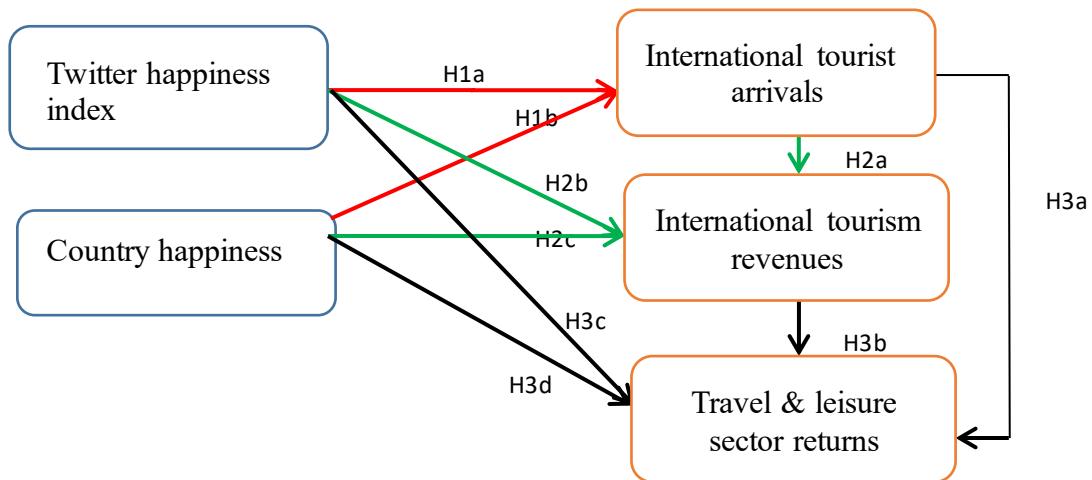 Twitter happiness
index
Country happiness
H1a
H1b
H2b
H2c
H3c
H3d
International tourist
arrivals
H2a
International tourism
revenues
H3a
H3b
Travel & leisure
sector returns